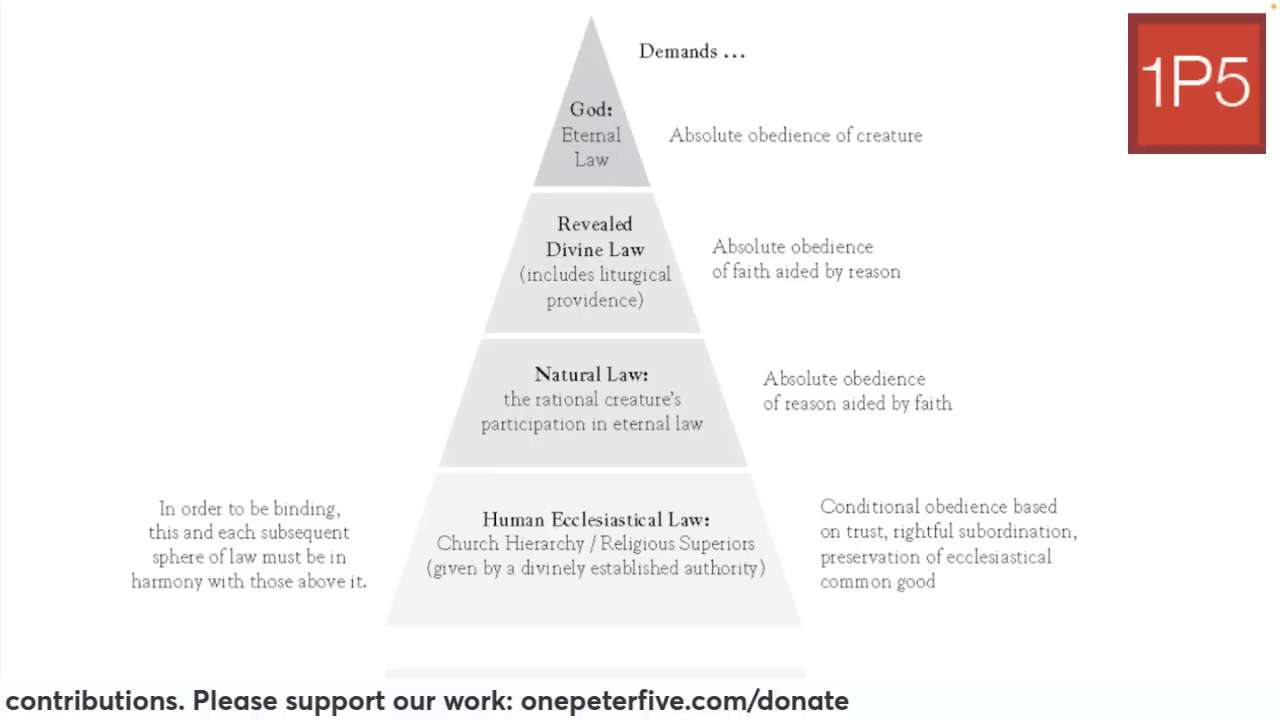 Demands …
1P5
God:
Eternal
Law
Absolute obedience of creature
Revealed
Divine Law
(includes liturgical
providence)
Absolute obedience
of faith aided by reason
Natural Law:
the rational creature's
participation in eternal law
Absolute obedience
of reason aided by faith
In order to be binding,
this and each subsequent
sphere of law must be in
harmony with those above it.
Human Ecclesiastical Law:
Church Hierarchy / Religious Superiors
(given by a divinely established authority)
Conditional obedience based
on trust, rightful subordination,
preservation of ecclesiastical
common good
contributions. Please support our work: onepeterfive.com/donate